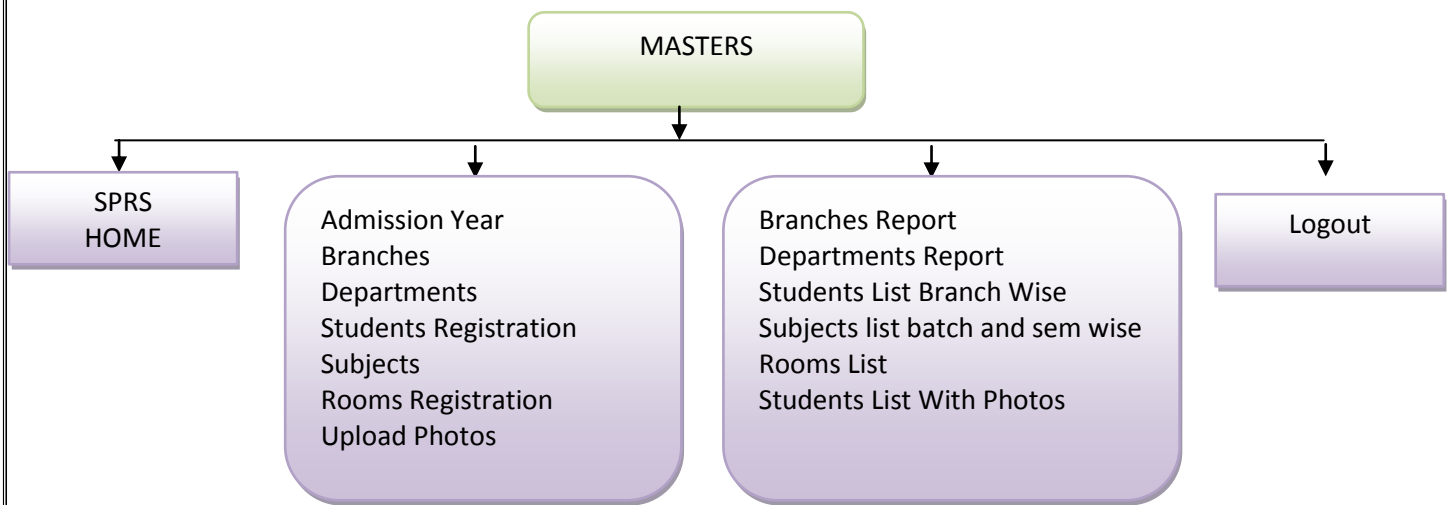 MASTERS
SPRS
HOME
Admission Year
Branches
Departments
Students Registration
Subjects
Rooms Registration
Upload Photos
Branches Report
Departments Report
Students List Branch Wise
Subjects list batch and sem wise
Rooms List
Students List With Photos
Logout